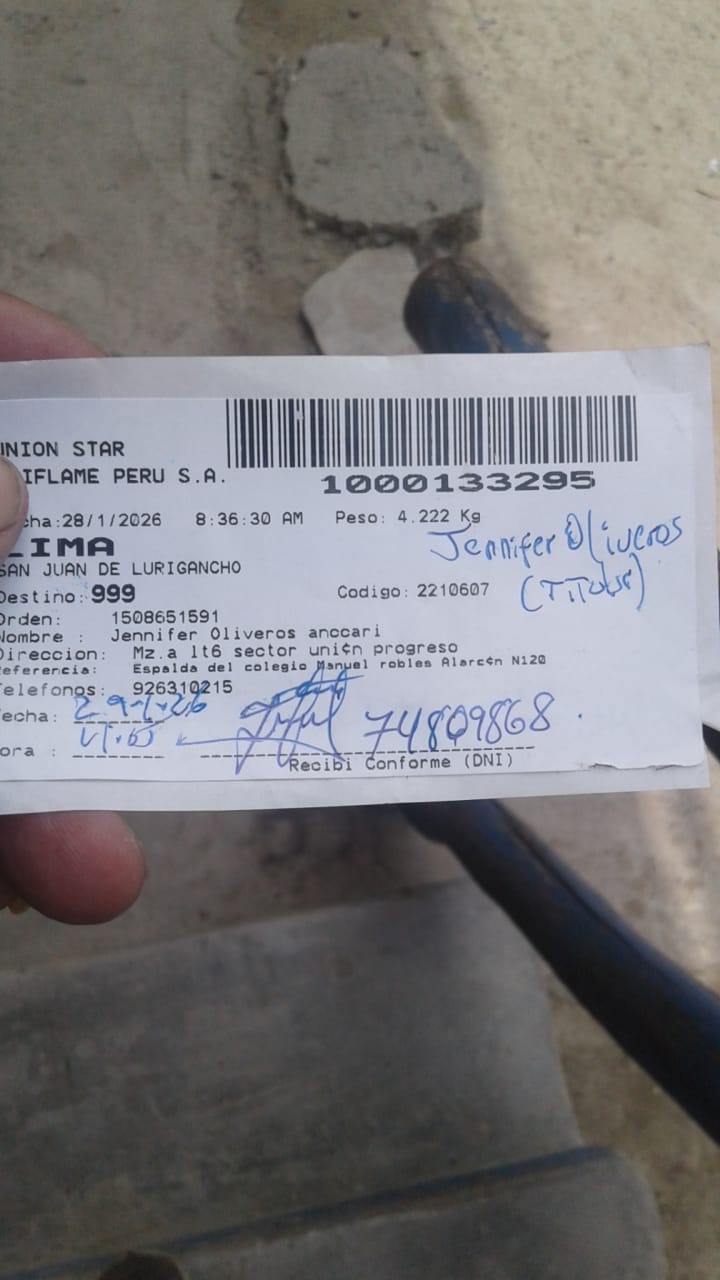 UNION STAR
IFLAME PERU S.A.
1000133295
cha:28/1/2026 8:36:30 AM Peso: 4.222 Kg
LIMA
Jennifer Oliveros
SAN JUAN DE LURIGANCHO
(TiTular)
Destino: 999 Codigo: 2210607
Orden: 1508651591
Nombre : Jennifer Oliveros anccari
Direccion: Mz.a lt6 sector uni¢n progreso
eferencia: Espalda del colegio Manuel robles Alarc¢n N120
Telefonos: 926310215
echa: 29-1-26
74809868.
ora :
Recibi Conforme (DNI)